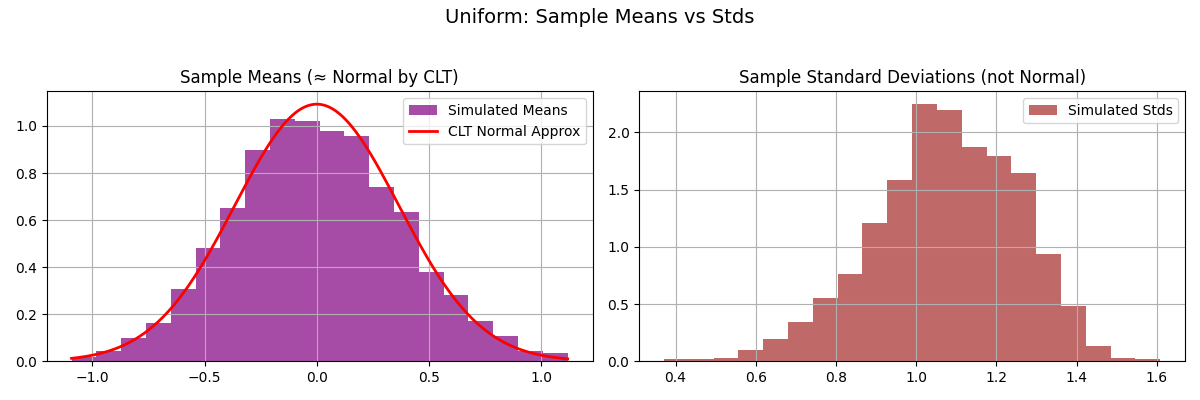 Uniform: Sample Means vs Stds
Sample Means (≈ Normal by CLT)
Simulated Means
CLT Normal Approx
1.0
0.8
0.6
0.4
0.2
0.0
−1.0 −0.5 0.0 0.5 1.0
Sample Standard Deviations (not Normal)
Simulated Stds
2.0
1.5
1.0
0.5
0.0
0.4 0.6 0.8 1.0 1.2 1.4 1.6